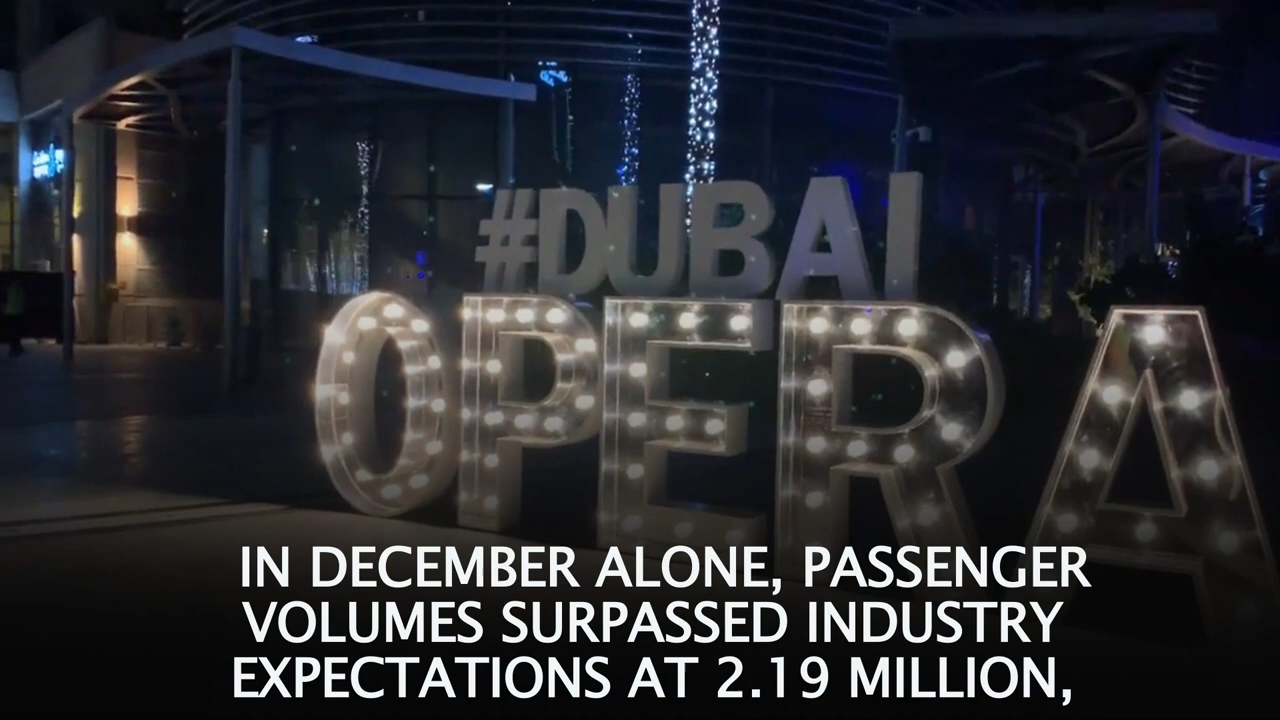 #DUBAI
OPERA
IN DECEMBER ALONE, PASSENGER
VOLUMES SURPASSED INDUSTRY
EXPECTATIONS AT 2.19 MILLION,